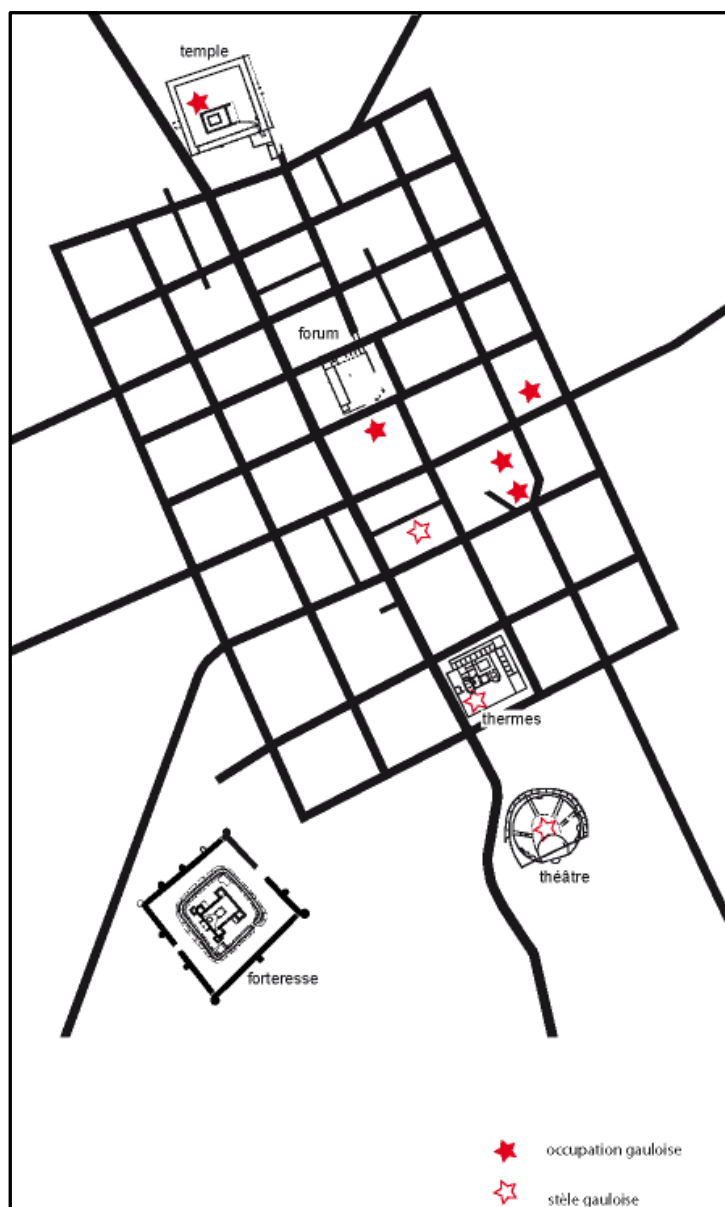 temple
forum
thermes
théâtre
forteresse
occupation gauloise
stèle gauloise